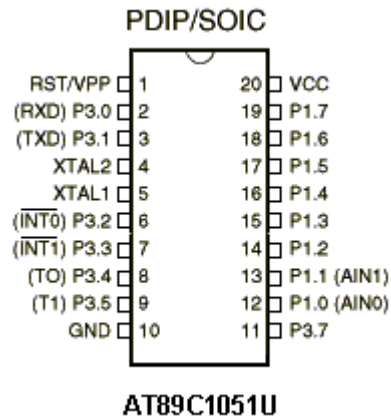 PDIP/SOIC
RST/VPP 1 20 VCC
(RXD) P3.0 2 19 P1.7
(TXD) P3.1 3 18 P1.6
XTAL2 4 17 P1.5
XTAL1 5 16 P1.4
(INT0) P3.2 6 15 P1.3
(INT1) P3.3 7 14 P1.2
(TO) P3.4 8 13 P1.1 (AIN1)
(T1) P3.5 9 12 P1.0 (AIN0)
GND 10 11 P3.7
AT89C1051U